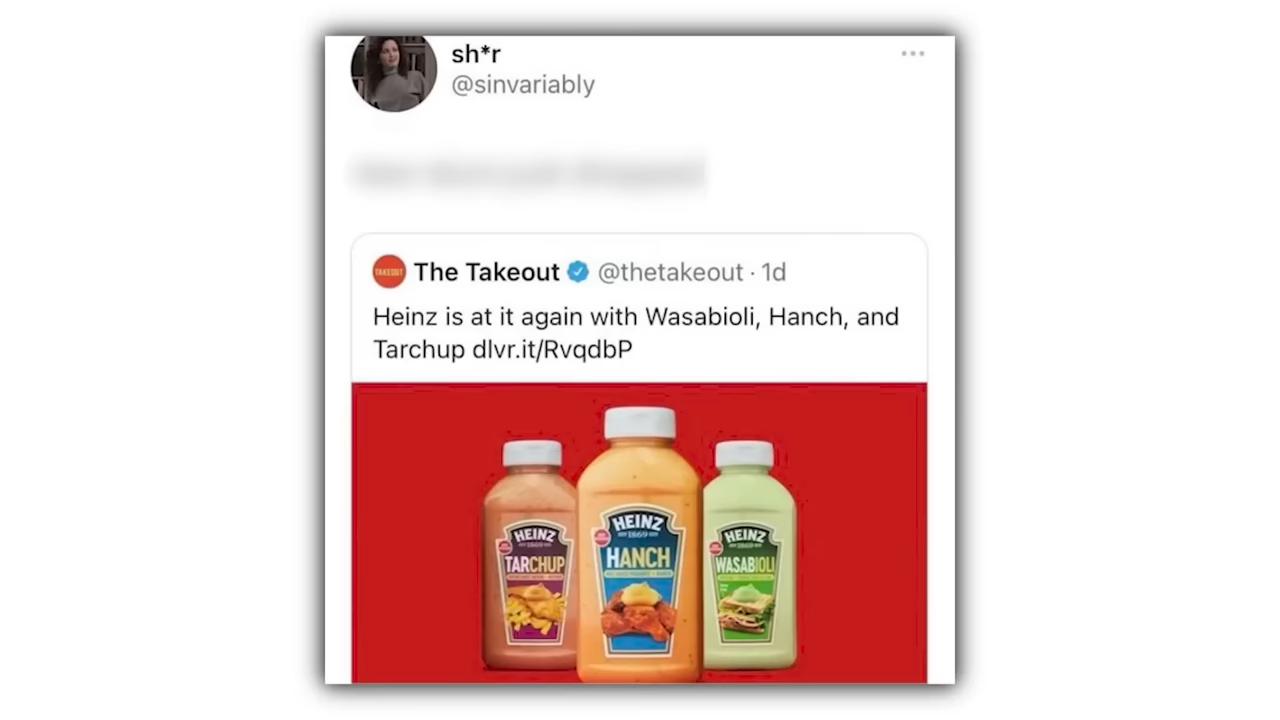 sh*r
@sinvariably
TAKEOUT
The Takeout @thetakeout · 1d
Heinz is at it again with Wasabioli, Hanch, and
Tarchup dlvr.it/RvqdbP
HEINZ
TARCHUP
HEINZ
1869
HANCH
HEINZ
WASABIOLI